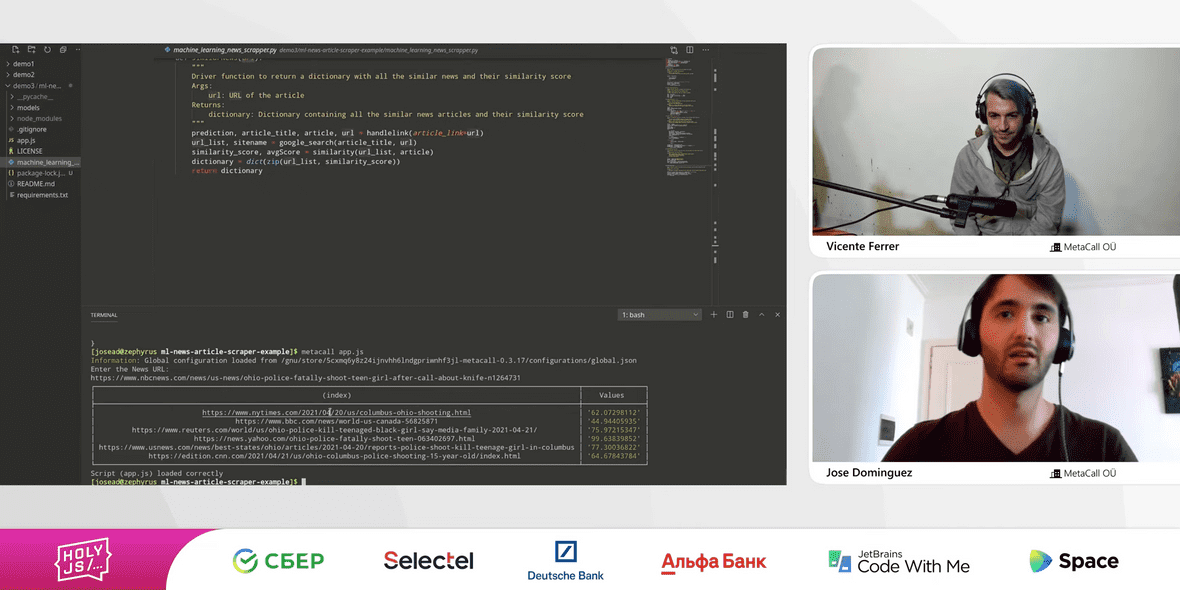 machine_learning_news_scrapper.py demo3/ml-news-article-scraper-example/machine_learning_news_scrapper.py
demo1
demo2
demo3 / ml-ne...
__pycache__
models
node_modules
.gitignore
app.js
LICENSE
machine_learning_...
package-lock.j... U
README.md
requirements.txt
"""
Driver function to return a dictionary with all the similar news and their similarity score
Args:
url: URL of the article
Returns:
dictionary: Dictionary containing all the similar news articles and their similarity score
"""
prediction, article_title, article, url = handlelink(article_link=url)
url_list, sitename = google_search(article_title, url)
similarity_score, avgScore = similarity(url_list, article)
dictionary = dict(zip(url_list, similarity_score))
return dictionary
TERMINAL
1: bash
}
[josead@zephyrus ml-news-article-scraper-example]$ metacall app.js
Information: Global configuration loaded from /gnu/store/5cxmq6y8z24ijnvhh6lndgprimnhf3jl-metacall-0.3.17/configurations/global.json
Enter the News URL:
https://www.nbcnews.com/news/us-news/ohio-police-fatally-shoot-teen-girl-after-call-about-knife-n1264731
(index) Values
https://www.nytimes.com/2021/04/20/us/columbus-ohio-shooting.html '62.07298112'
https://www.bbc.com/news/world-us-canada-56825871 '44.94405935'
https://www.reuters.com/world/us/ohio-police-kill-teenaged-black-girl-say-media-family-2021-04-21/ '75.97215347'
https://news.yahoo.com/ohio-police-fatally-shoot-teen-063402697.html '99.63839852'
https://www.usnews.com/news/best-states/ohio/articles/2021-04-20/reports-police-shoot-kill-teenage-girl-in-columbus '77.30036822'
https://edition.cnn.com/2021/04/21/us/ohio-columbus-police-shooting-15-year-old/index.html '64.67843784'
Script (app.js) loaded correctly
[josead@zephyrus ml-news-article-scraper-example]$
Vicente Ferrer
MetaCall OÜ
Jose Dominguez
MetaCall OÜ
HOLY
JS/...
СБЕР
Selectel
Deutsche Bank
Альфа Банк
JetBrains
Code With Me
Space